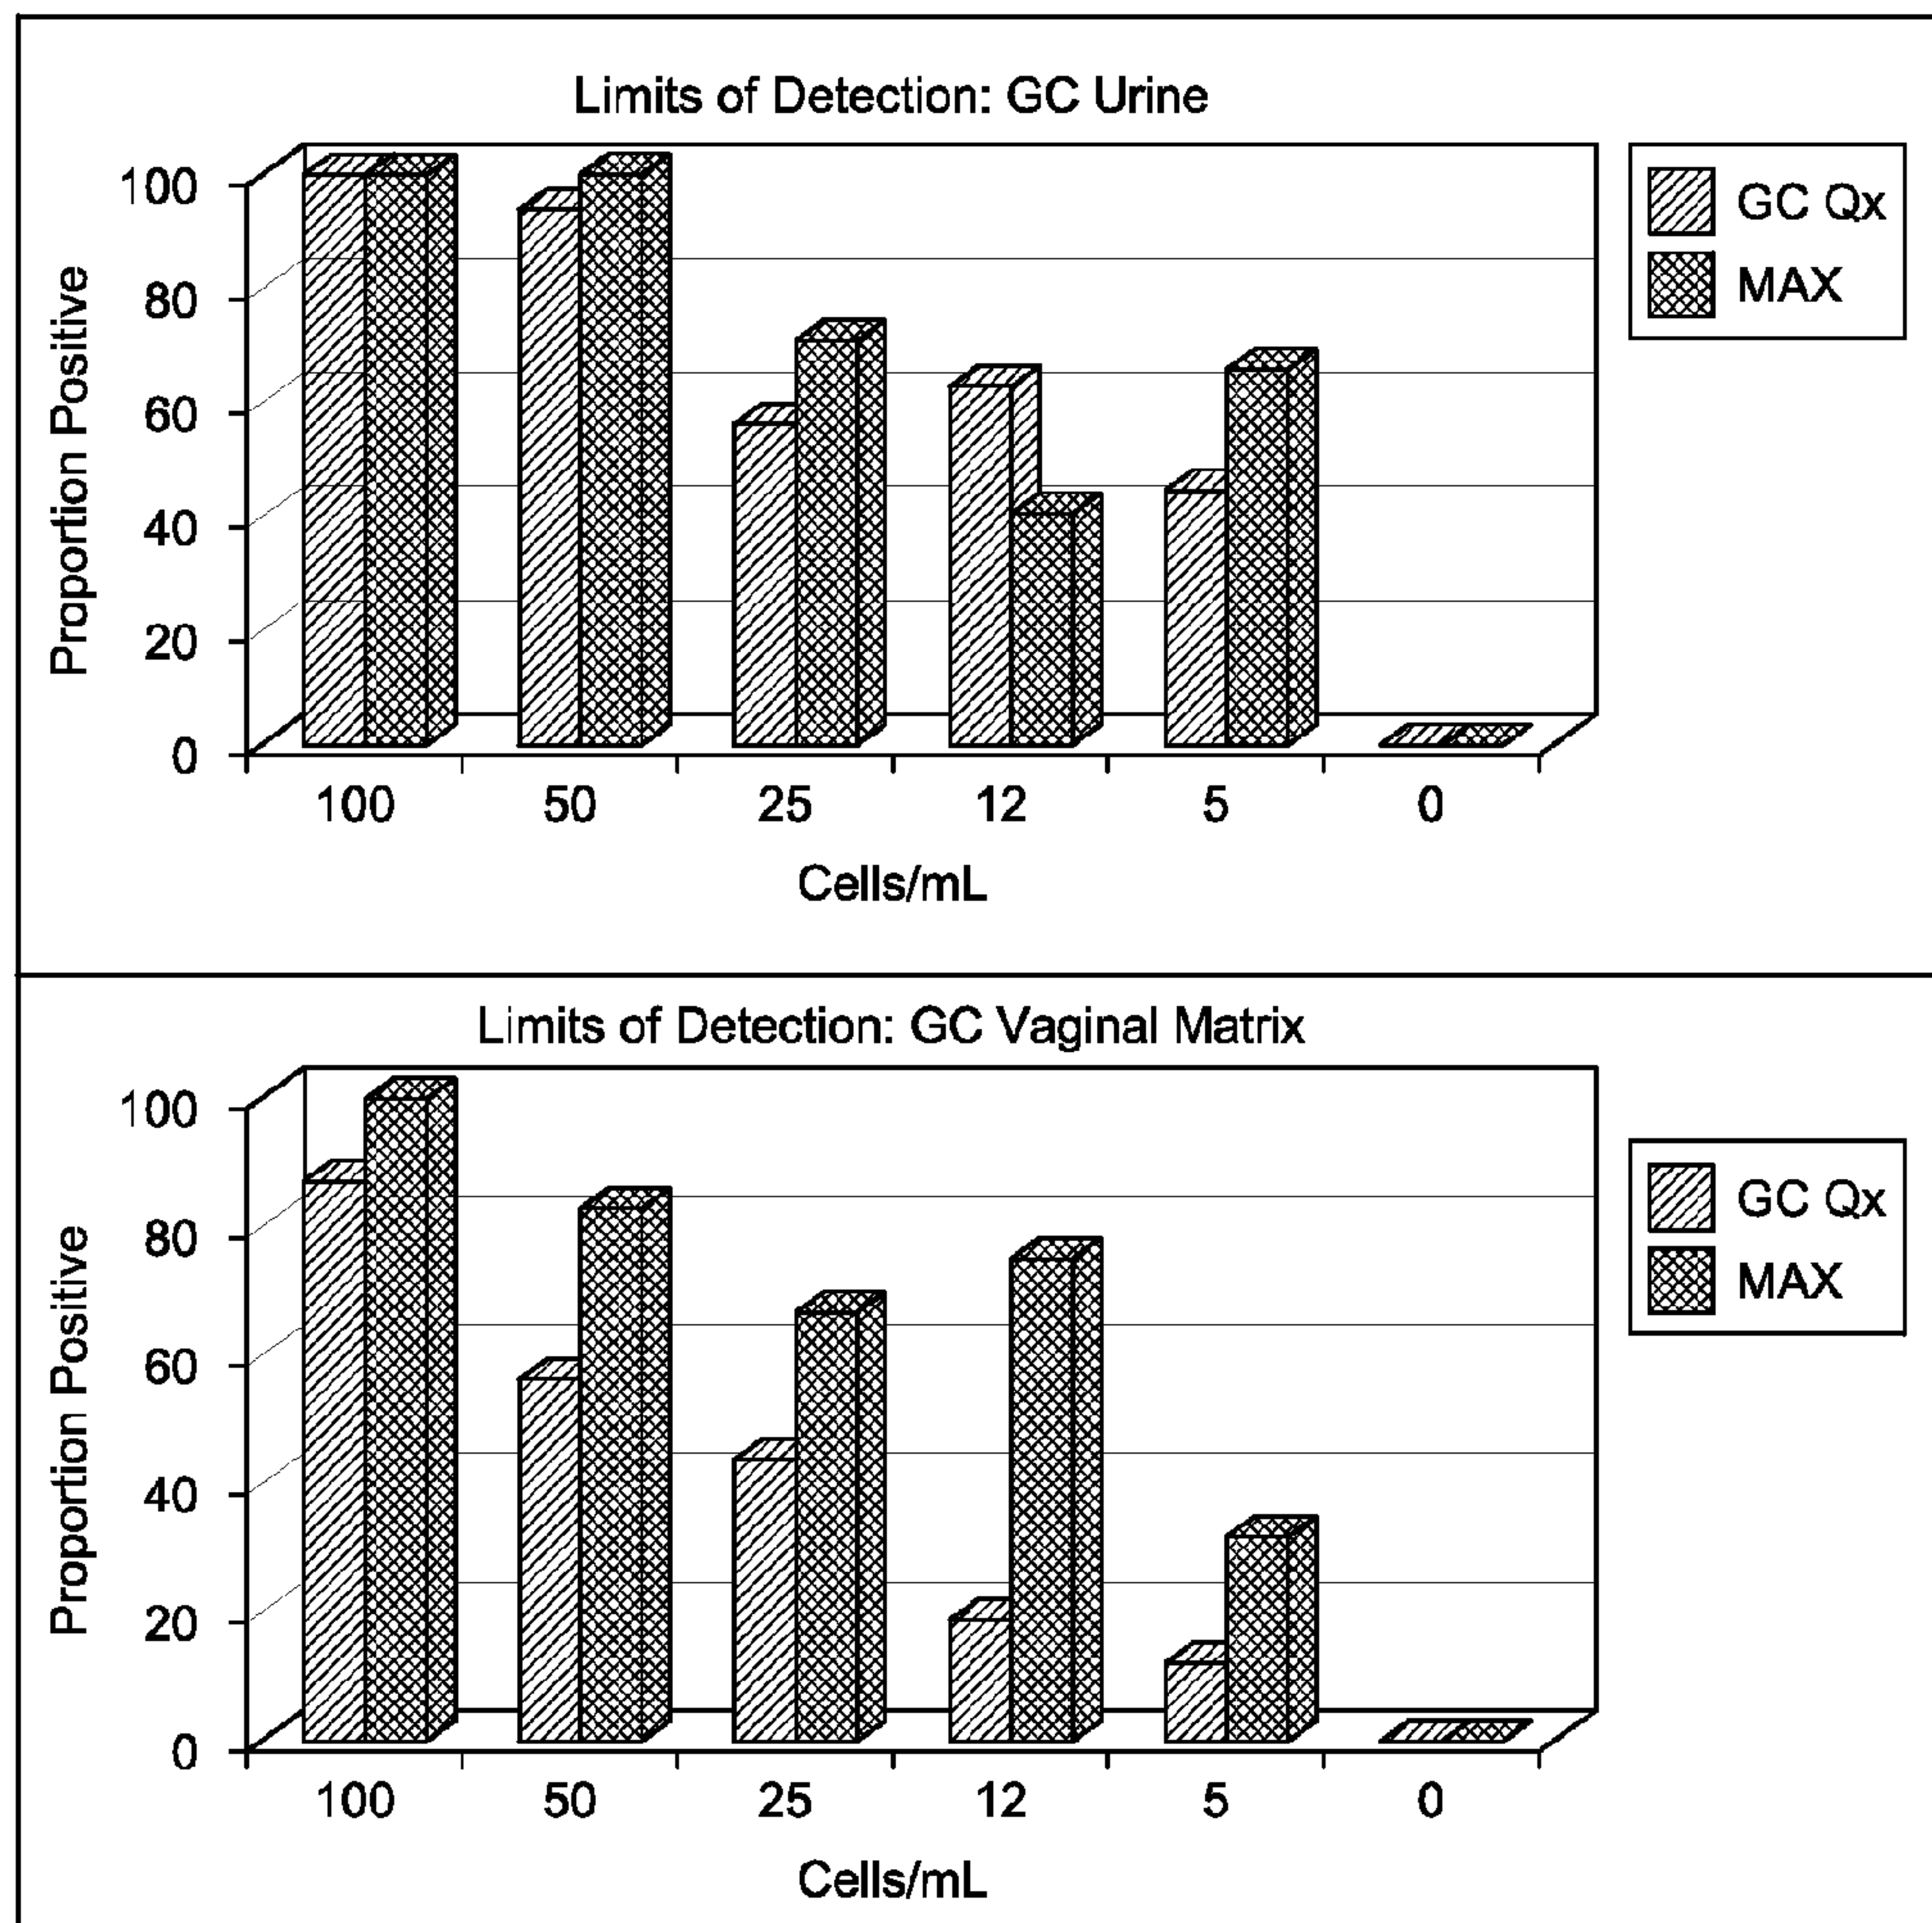 Limits of Detection: GC Urine
Proportion Positive
100
80
60
40
20
0
100 50 25 12 5 0
Cells/mL
GC Qx
MAX
Limits of Detection: GC Vaginal Matrix
Proportion Positive
100
80
60
40
20
0
100 50 25 12 5 0
Cells/mL
GC Qx
MAX